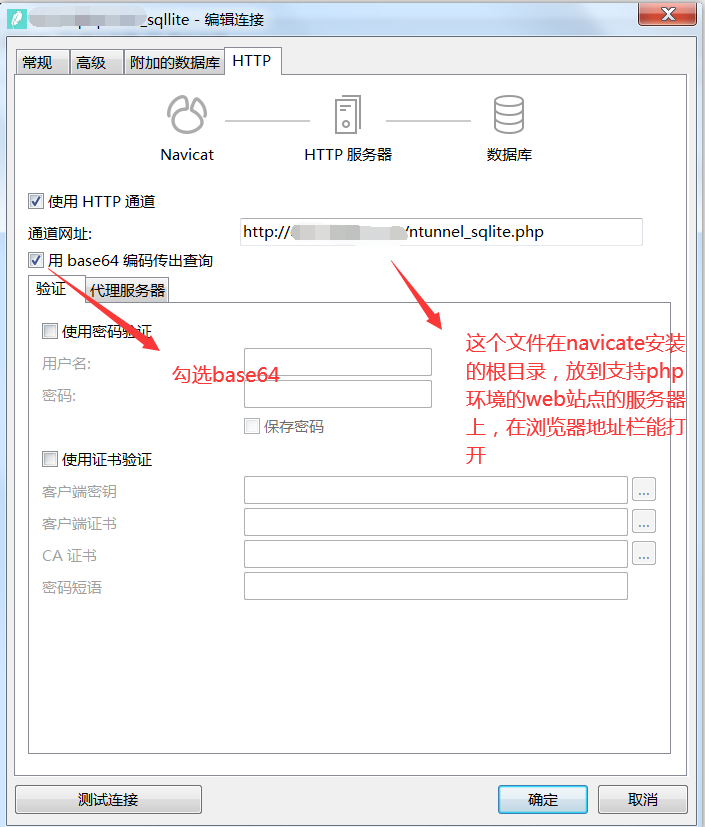 _sqllite - 编辑连接
常规 高级 附加的数据库 HTTP
Navicat HTTP 服务器 数据库
使用 HTTP 通道
通道网址: http:// /ntunnel_sqlite.php
用 base64 编码传出查询
验证 代理服务器
使用密码验证
用户名:
密码:
保存密码
勾选base64
这个文件在navicate安装
的根目录，放到支持php
环境的web站点的服务器
上，在浏览器地址栏能打
开
使用证书验证
客户端密钥 ...
客户端证书 ...
CA 证书 ...
密码短语
测试连接 确定 取消